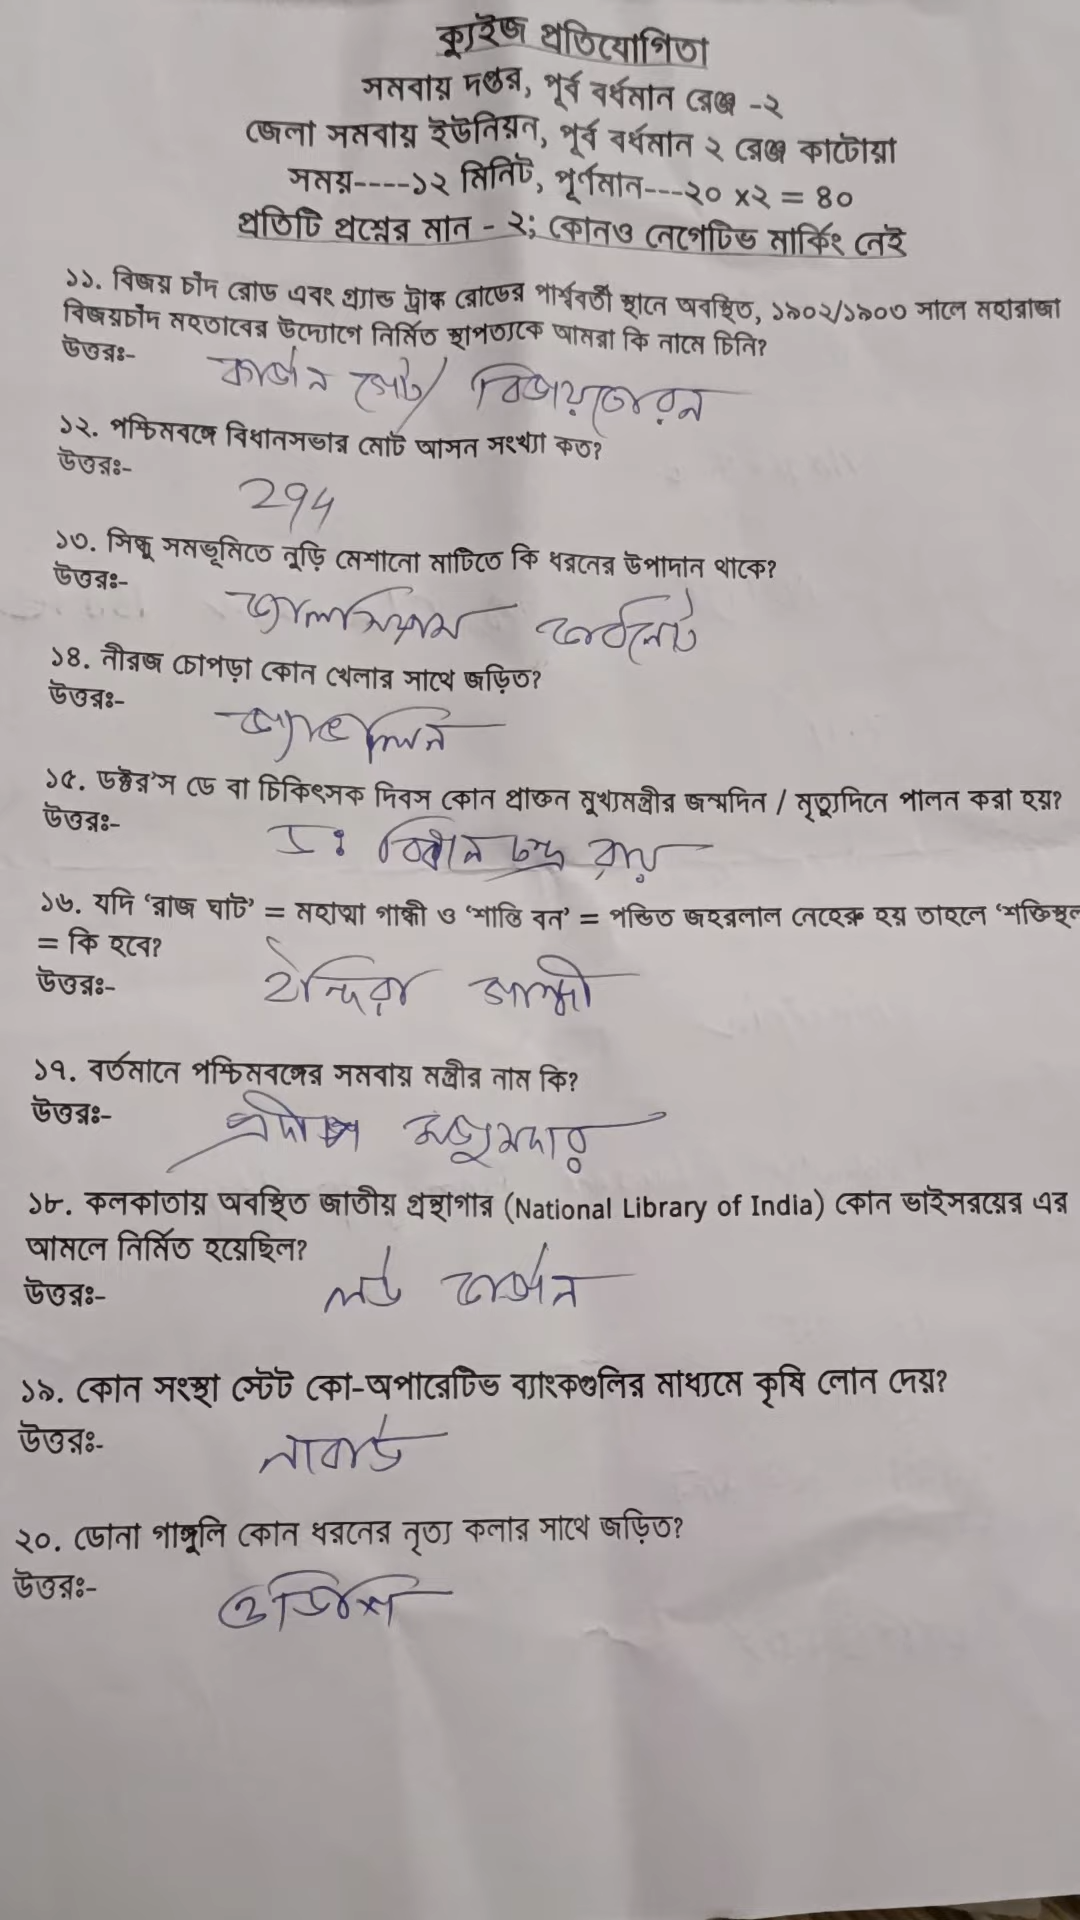 ক্যুইজ প্রতিযোগিতা
সমবায় দপ্তর, পূর্ব বর্ধমান রেঞ্জ -২
জেলা সমবায় ইউনিয়ন, পূর্ব বর্ধমান ২ রেঞ্জ কাটোয়া
সময়----১২ মিনিট, পূর্ণমান---২০ x২ = ৪০
প্রতিটি প্রশ্নের মান - ২; কোনও নেগেটিভ মার্কিং নেই
১১. বিজয় চাঁদ রোড এবং গ্র্যান্ড ট্রাঙ্ক রোডের পার্শ্ববর্তী স্থানে অবস্থিত, ১৯০২/১৯০৩ সালে মহারাজা
বিজয়চাঁদ মহতাবের উদ্যোগে নির্মিত স্থাপত্যকে আমরা কি নামে চিনি?
উত্তরঃ-
কার্জন গেট/ বিজয়তোরন
১২. পশ্চিমবঙ্গে বিধানসভার মোট আসন সংখ্যা কত?
উত্তরঃ-
294
১৩. সিন্ধু সমভূমিতে নুড়ি মেশানো মাটিতে কি ধরনের উপাদান থাকে?
উত্তরঃ-
ক্যালসিয়াম কার্বনেট
১৪. নীরজ চোপড়া কোন খেলার সাথে জড়িত?
উত্তরঃ-
জ্যাভলিন
১৫. ডক্টর'স ডে বা চিকিৎসক দিবস কোন প্রাক্তন মুখ্যমন্ত্রীর জন্মদিন / মৃত্যুদিনে পালন করা হয়?
উত্তরঃ-
ডঃ বিধান চন্দ্র রায়
১৬. যদি 'রাজ ঘাট' = মহাত্মা গান্ধী ও 'শান্তি বন' = পন্ডিত জহরলাল নেহেরু হয় তাহলে 'শক্তিস্থল
= কি হবে?
উত্তরঃ-
ইন্দিরা গান্ধী
১৭. বর্তমানে পশ্চিমবঙ্গের সমবায় মন্ত্রীর নাম কি?
উত্তরঃ-
প্রদীপ মজুমদার
১৮. কলকাতায় অবস্থিত জাতীয় গ্রন্থাগার (National Library of India) কোন ভাইসরয়ের এর
আমলে নির্মিত হয়েছিল?
উত্তরঃ-
লর্ড কার্জন
১৯. কোন সংস্থা স্টেট কো-অপারেটিভ ব্যাংকগুলির মাধ্যমে কৃষি লোন দেয়?
উত্তরঃ-
নাবার্ড
২০. ডোনা গাঙ্গুলি কোন ধরনের নৃত্য কলার সাথে জড়িত?
উত্তরঃ-
ওডিশি